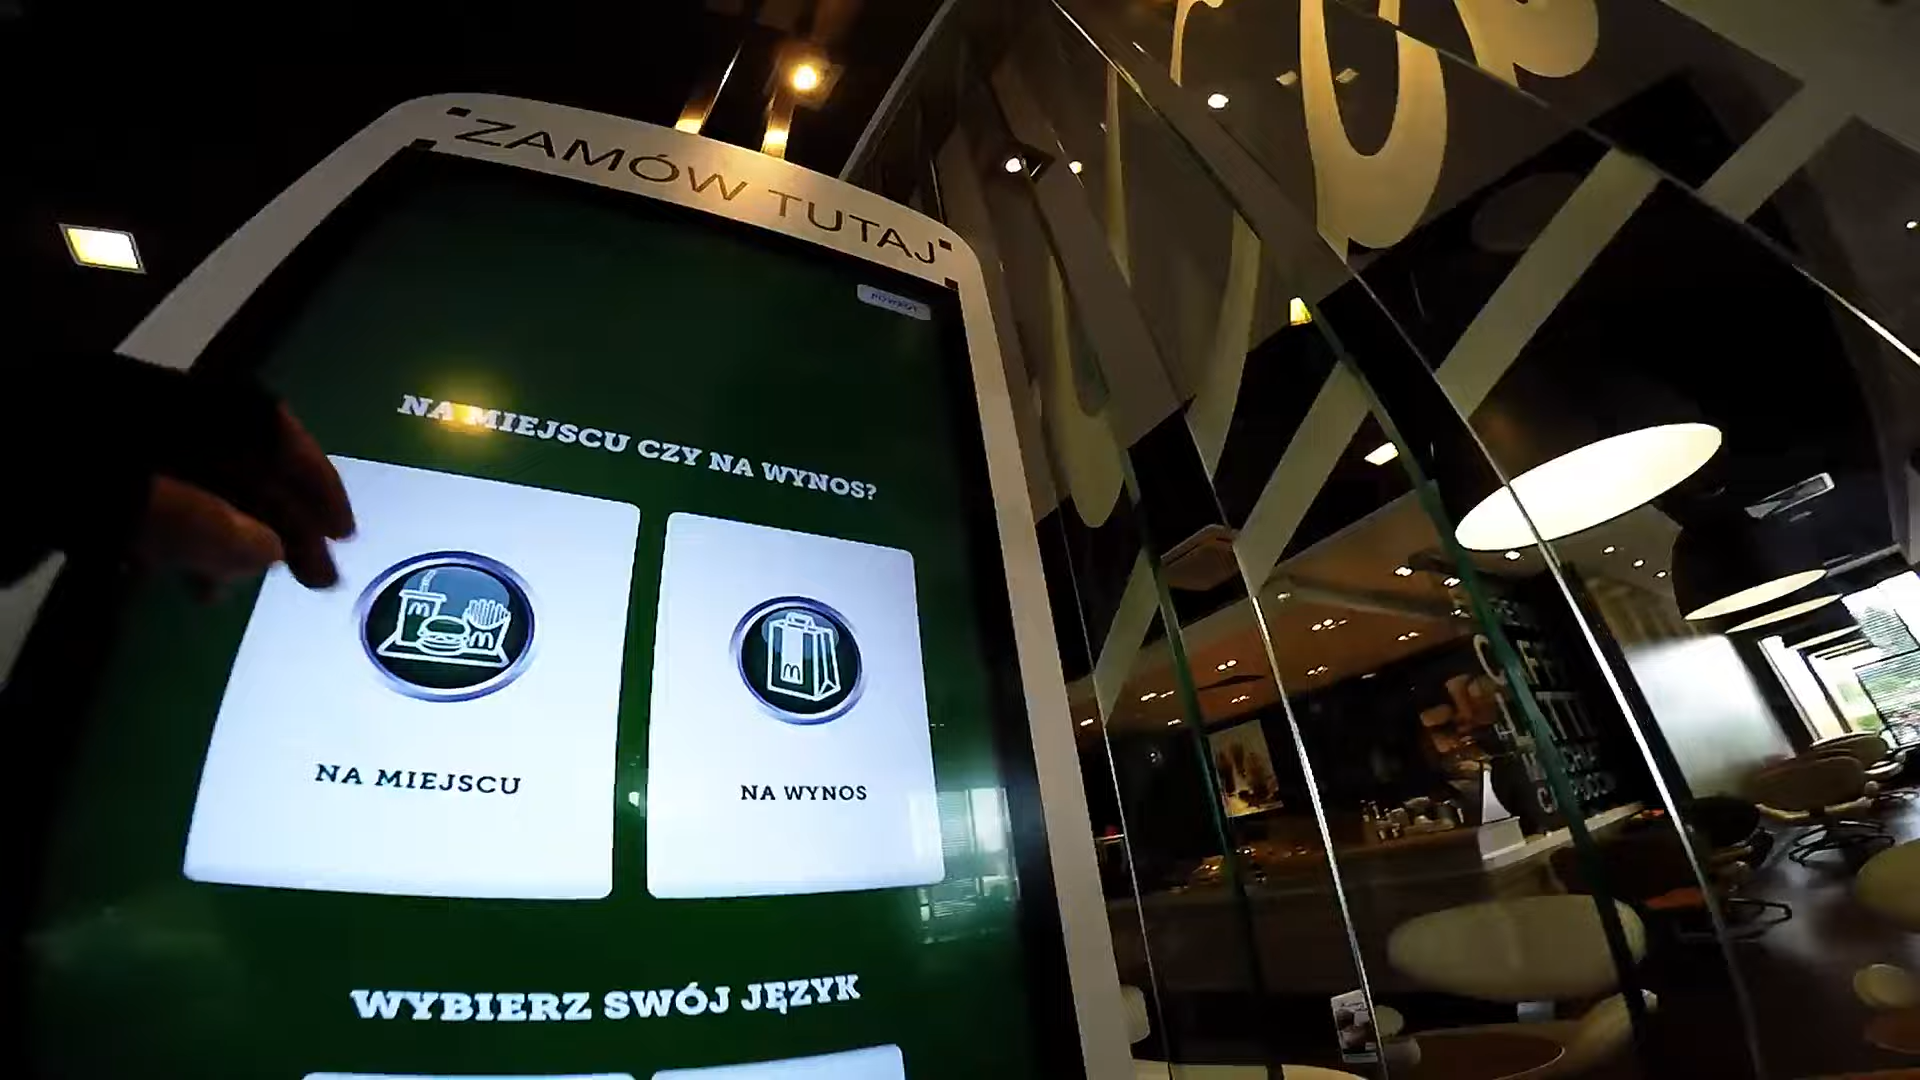 ZAMÓW TUTAJ
NA MIEJSCU CZY NA WYNOS?
NA MIEJSCU
NA WYNOS
WYBIERZ SWÓJ JĘZYK